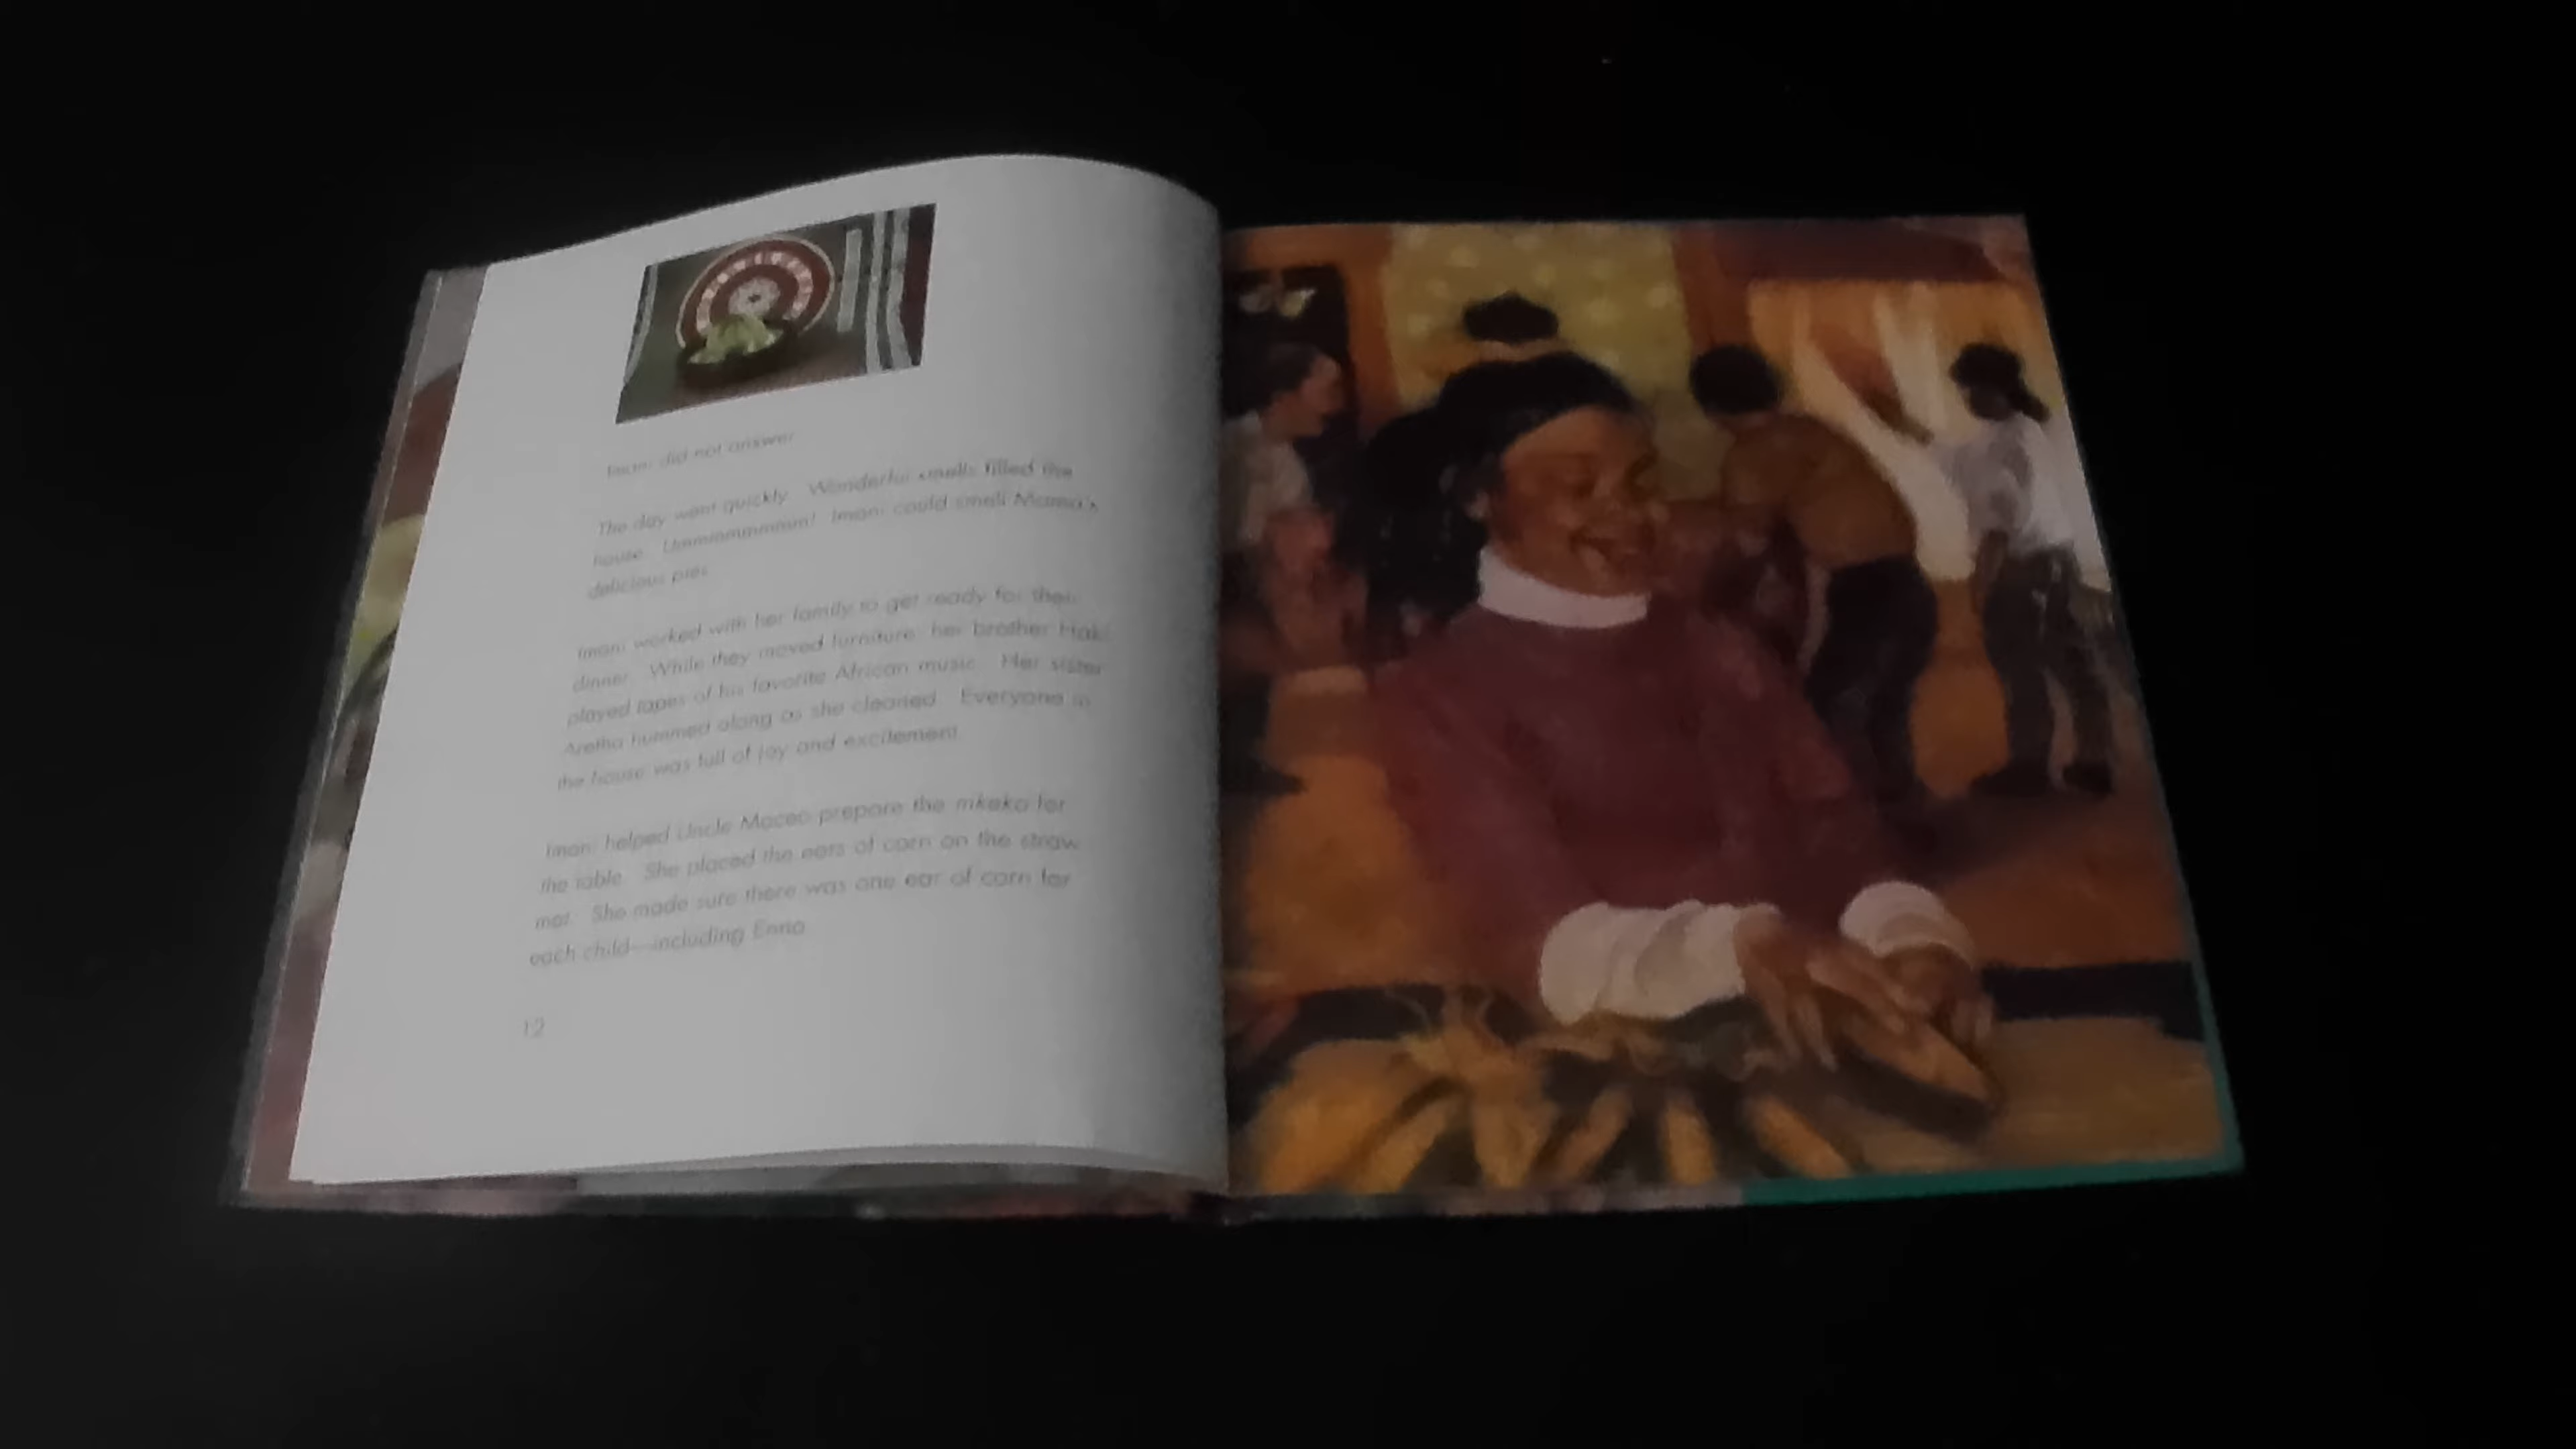 Imani did not answer.
The day went quickly. Wonderful smells filled the
house. Ummmmmmmm! Imani could smell Mama's
delicious pies.
Imani worked with her family to get ready for their
dinner. While they moved furniture, her brother Haki
played tapes of his favorite African music. Her sister
Aretha hummed along as she cleaned. Everyone in
the house was full of joy and excitement.
Imani helped Uncle Maceo prepare the mkeka for
the table. She placed the ears of corn on the straw
mat. She made sure there was one ear of corn for
each child—including Enna.
12